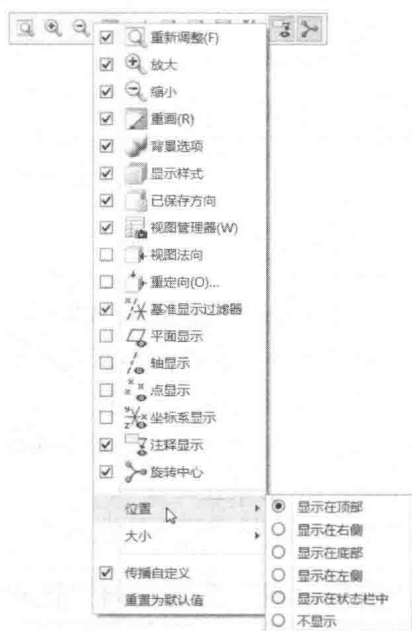 重新调整(F)
放大
缩小
重画(R)
背景选项
显示样式
已保存方向
视图管理器(W)
视图法向
重定向(O)...
基准显示过滤器
平面显示
轴显示
点显示
坐标系显示
注释显示
旋转中心
位置
显示在顶部
显示在右侧
大小
显示在底部
显示在左侧
传播自定义
显示在状态栏中
重置为默认值
不显示